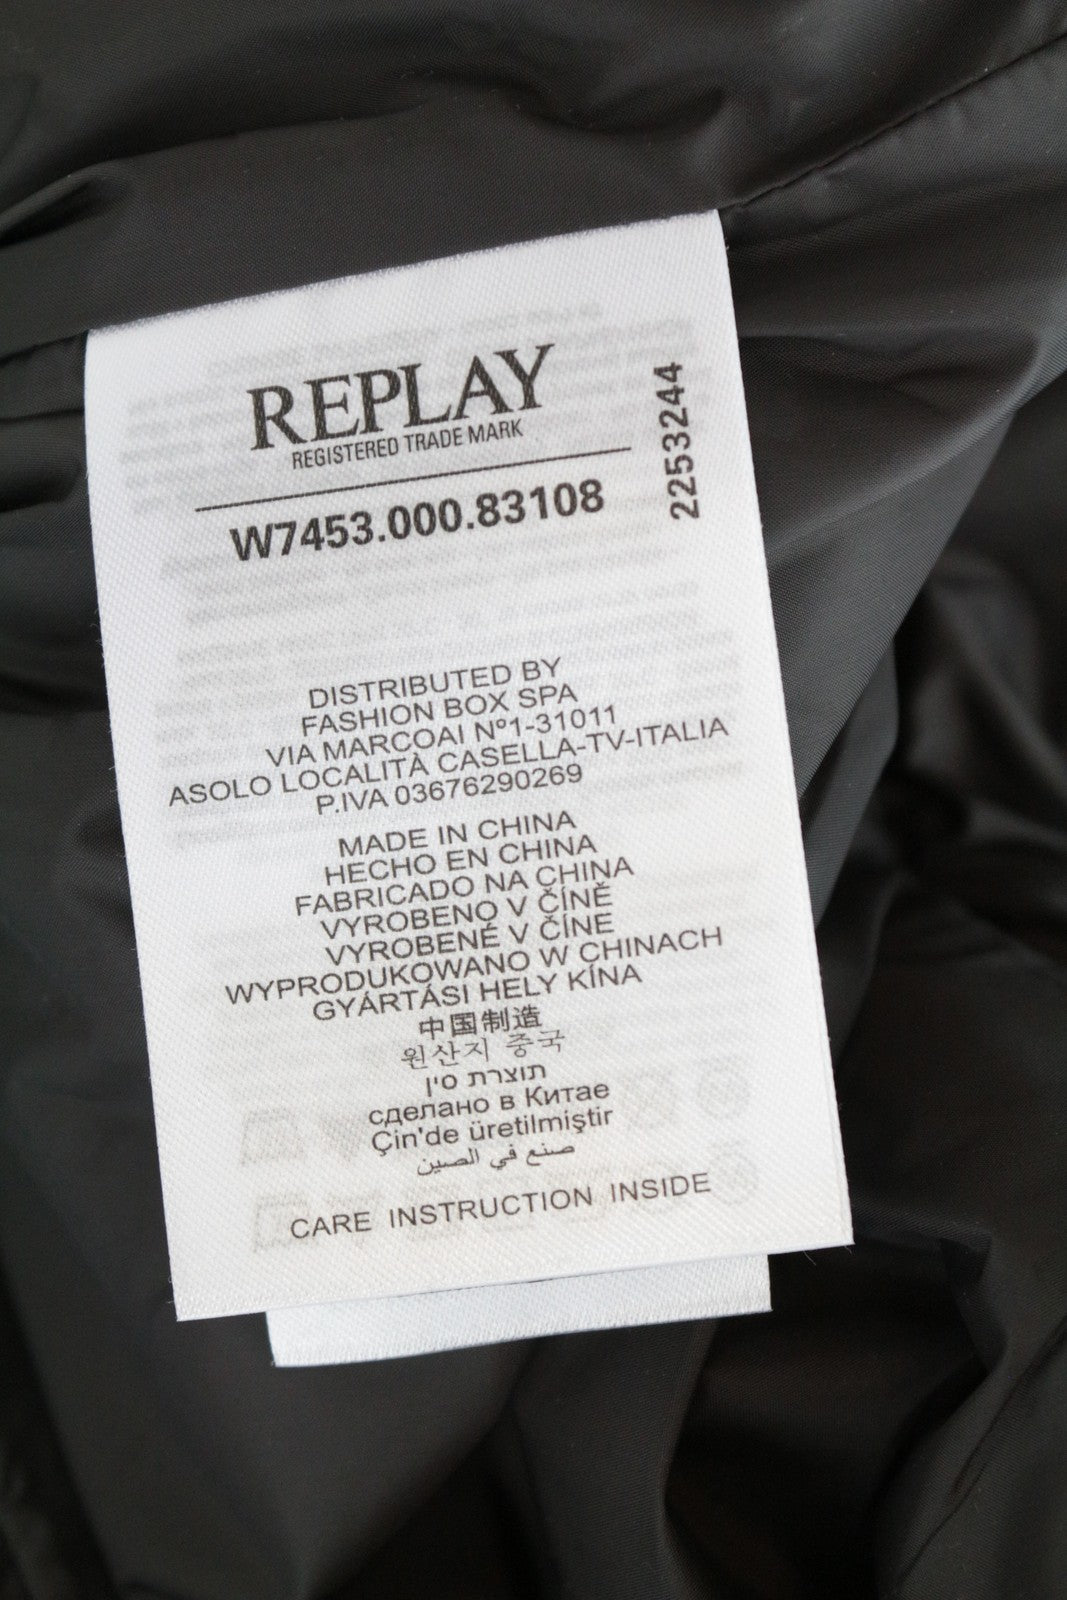 REPLAY
REGISTERED TRADE MARK
2253244
W7453.000.83108
DISTRIBUTED BY
FASHION BOX SPA
VIA MARCOAI Nº1-31011
ASOLO LOCALITÀ CASELLA-TV-ITALIA
P.IVA 03676290269
MADE IN CHINA
HECHO EN CHINA
FABRICADO NA CHINA
VYROBENO V ČÍNĚ
VYROBENÉ V ČÍNE
WYPRODUKOWANO W CHINACH
GYÁRTÁSI HELY KÍNA
中国制造
원산지 중국
תוצרת סין
сделано в Китае
Çin'de üretilmiştir
صنع في الصين
CARE INSTRUCTION INSIDE